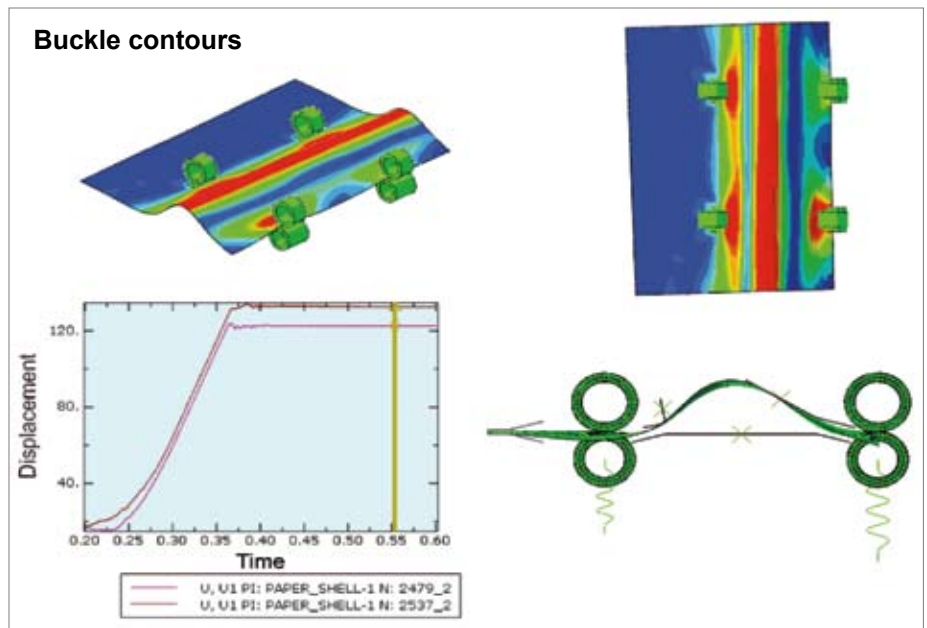 Buckle contours
120.
80.
40.
Displacement
0.20 0.25 0.30 0.35 0.40 0.45 0.50 0.55 0.60
Time
U, U1 PI: PAPER_SHELL-1 N: 2479_2
U, U1 PI: PAPER_SHELL-1 N: 2537_2